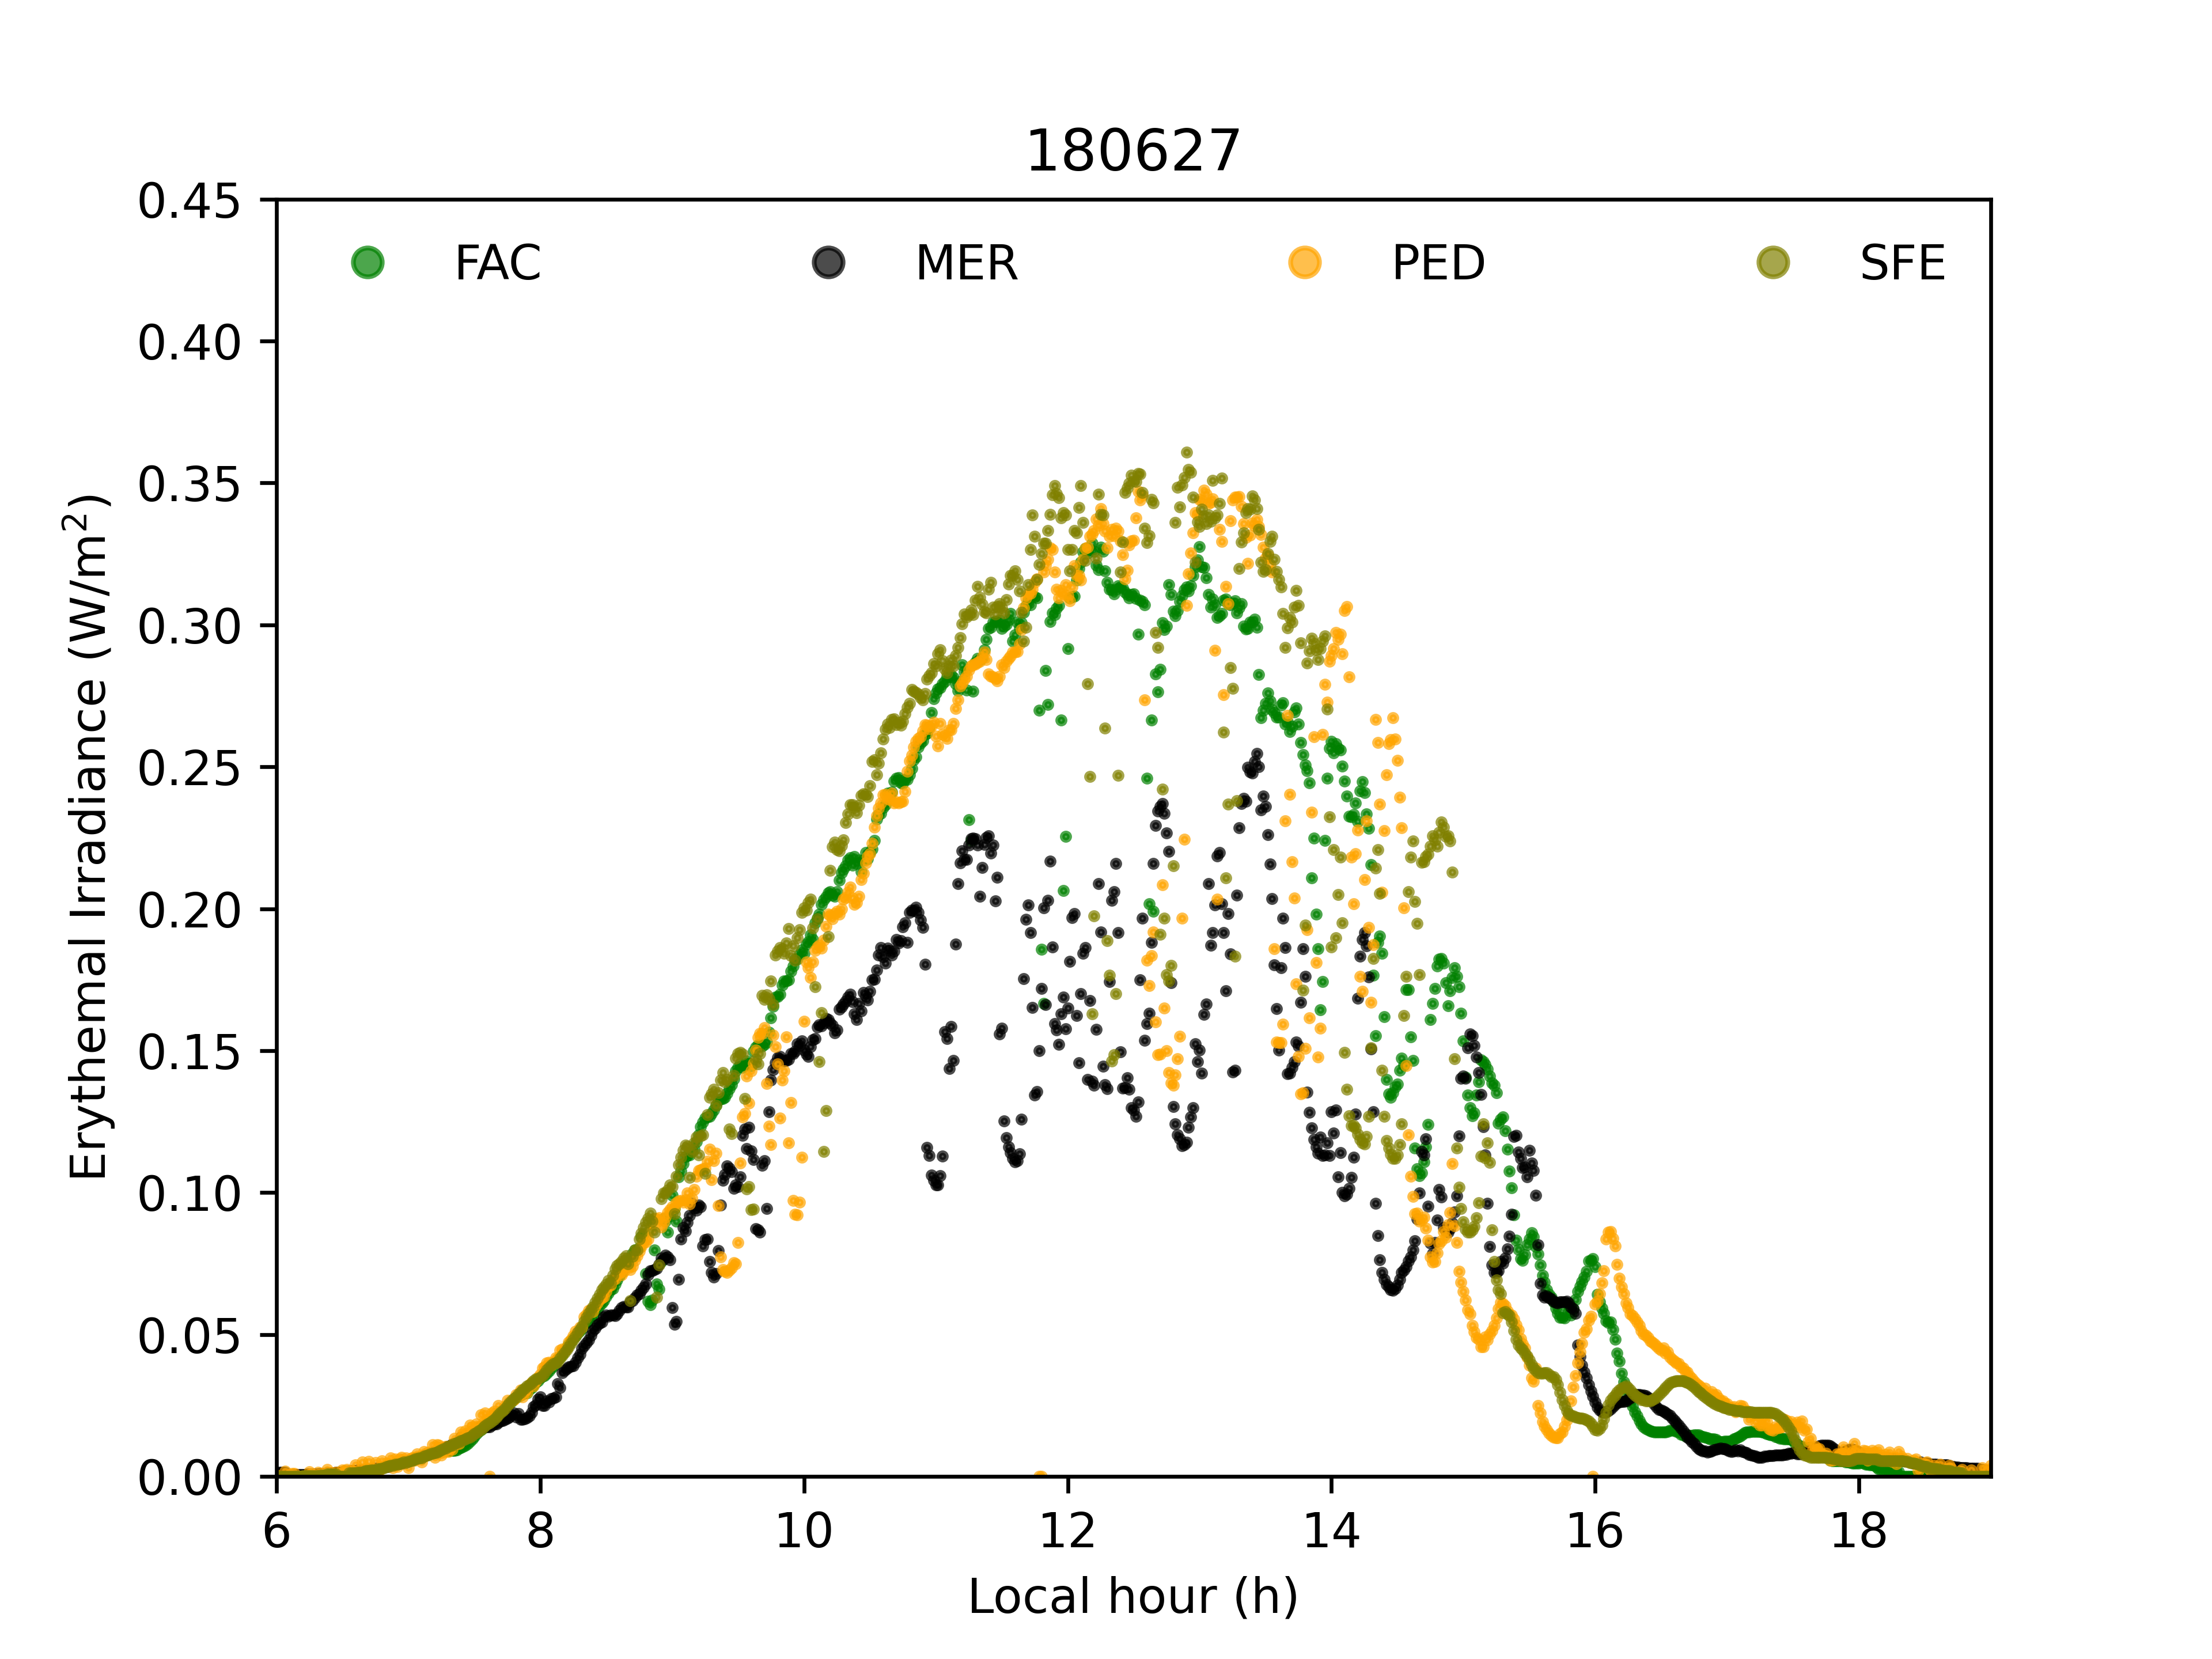 180627
FAC MER PED SFE
0.45
0.40
0.35
0.30
0.25
0.20
0.15
0.10
0.05
0.00
Erythemal Irradiance (W/m²)
6 8 10 12 14 16 18
Local hour (h)